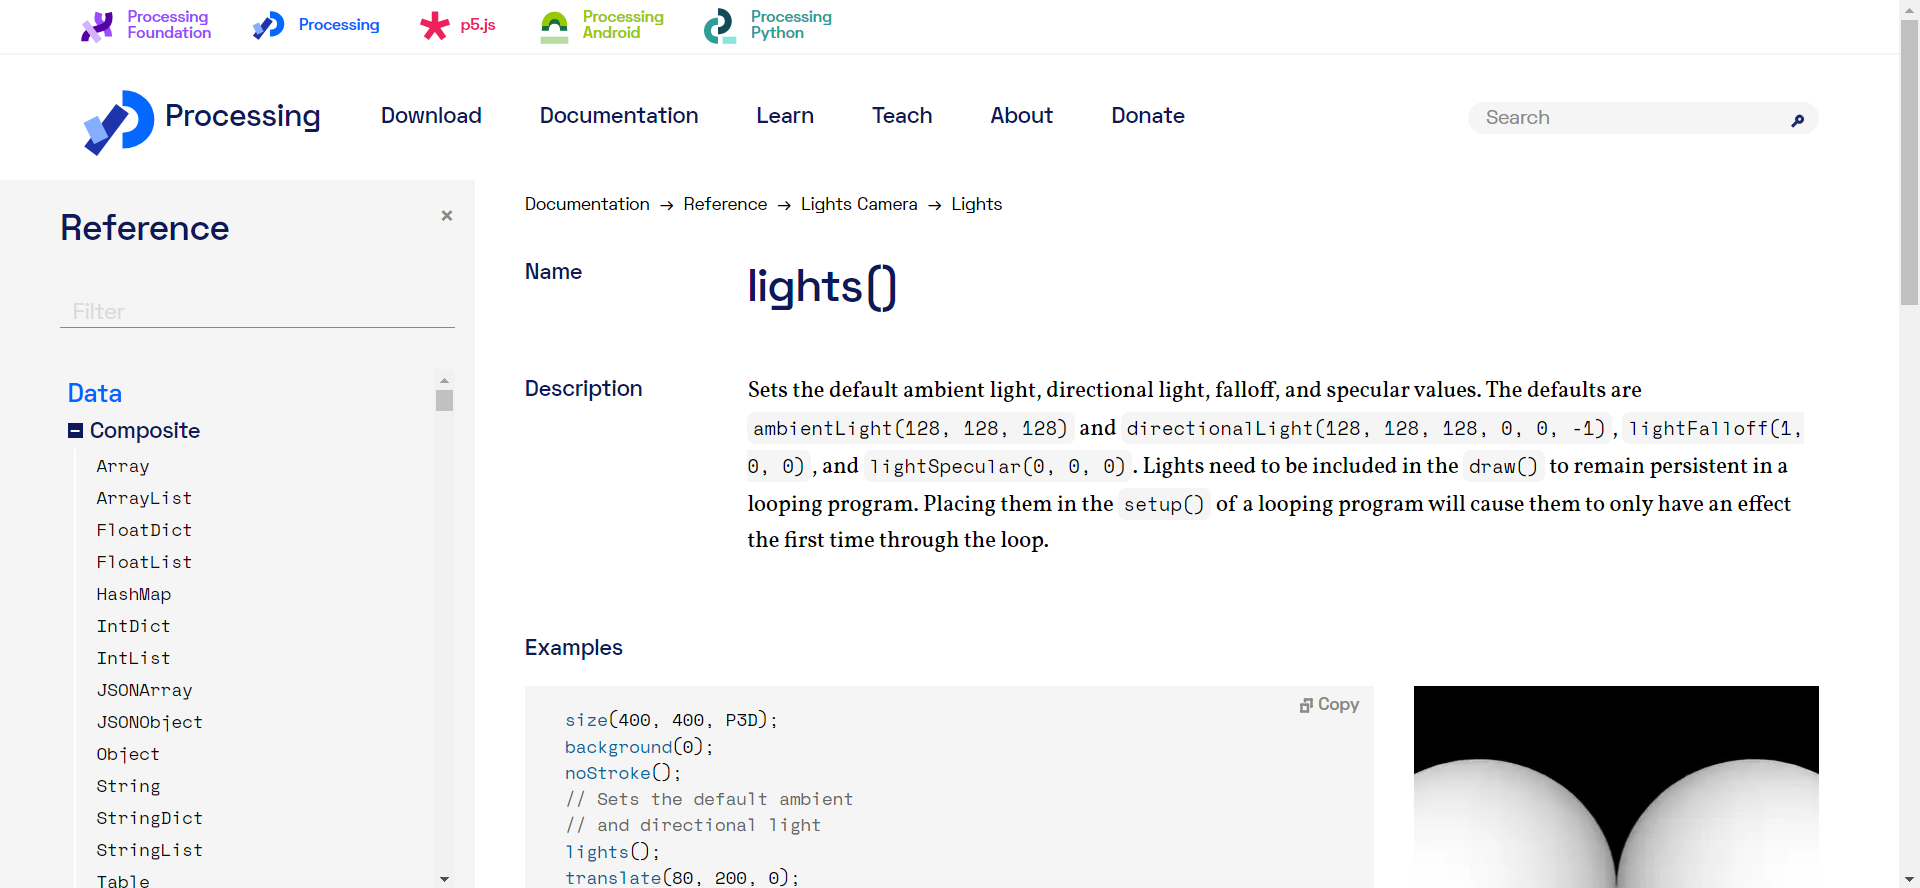 Processing Foundation
Processing
p5.js
Processing Android
Processing Python
Processing
Download
Documentation
Learn
Teach
About
Donate
Search
Reference
×
Filter
Data
Composite
Array
ArrayList
FloatDict
FloatList
HashMap
IntDict
IntList
JSONArray
JSONObject
Object
String
StringDict
StringList
Table
Documentation → Reference → Lights Camera → Lights
Name
lights()
Description
Sets the default ambient light, directional light, falloff, and specular values. The defaults are
ambientLight(128, 128, 128) and directionalLight(128, 128, 128, 0, 0, -1), lightFalloff(1,
0, 0), and lightSpecular(0, 0, 0). Lights need to be included in the draw() to remain persistent in a
looping program. Placing them in the setup() of a looping program will cause them to only have an effect
the first time through the loop.
Examples
Copy
size(400, 400, P3D);
background(0);
noStroke();
// Sets the default ambient
// and directional light
lights();
translate(80, 200, 0);